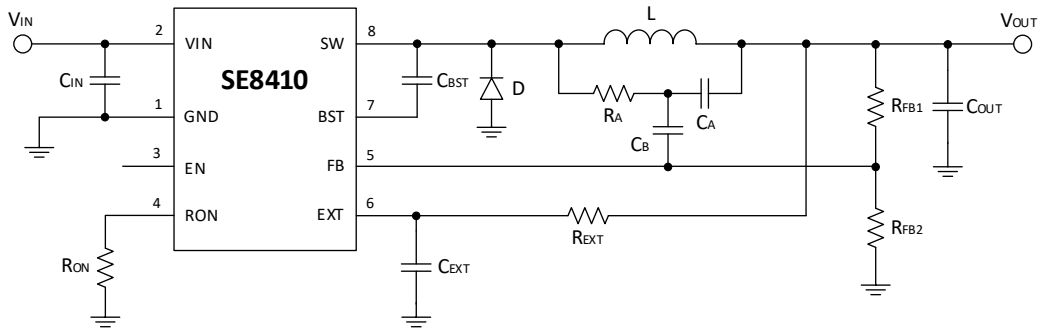 VIN
VOUT
2 VIN
SW 8
L
CIN
SE8410
CBST
D
RA
CA
RFB1
COUT
1 GND
BST 7
CB
3 EN
FB 5
4 RON
EXT 6
REXT
RFB2
RON
CEXT